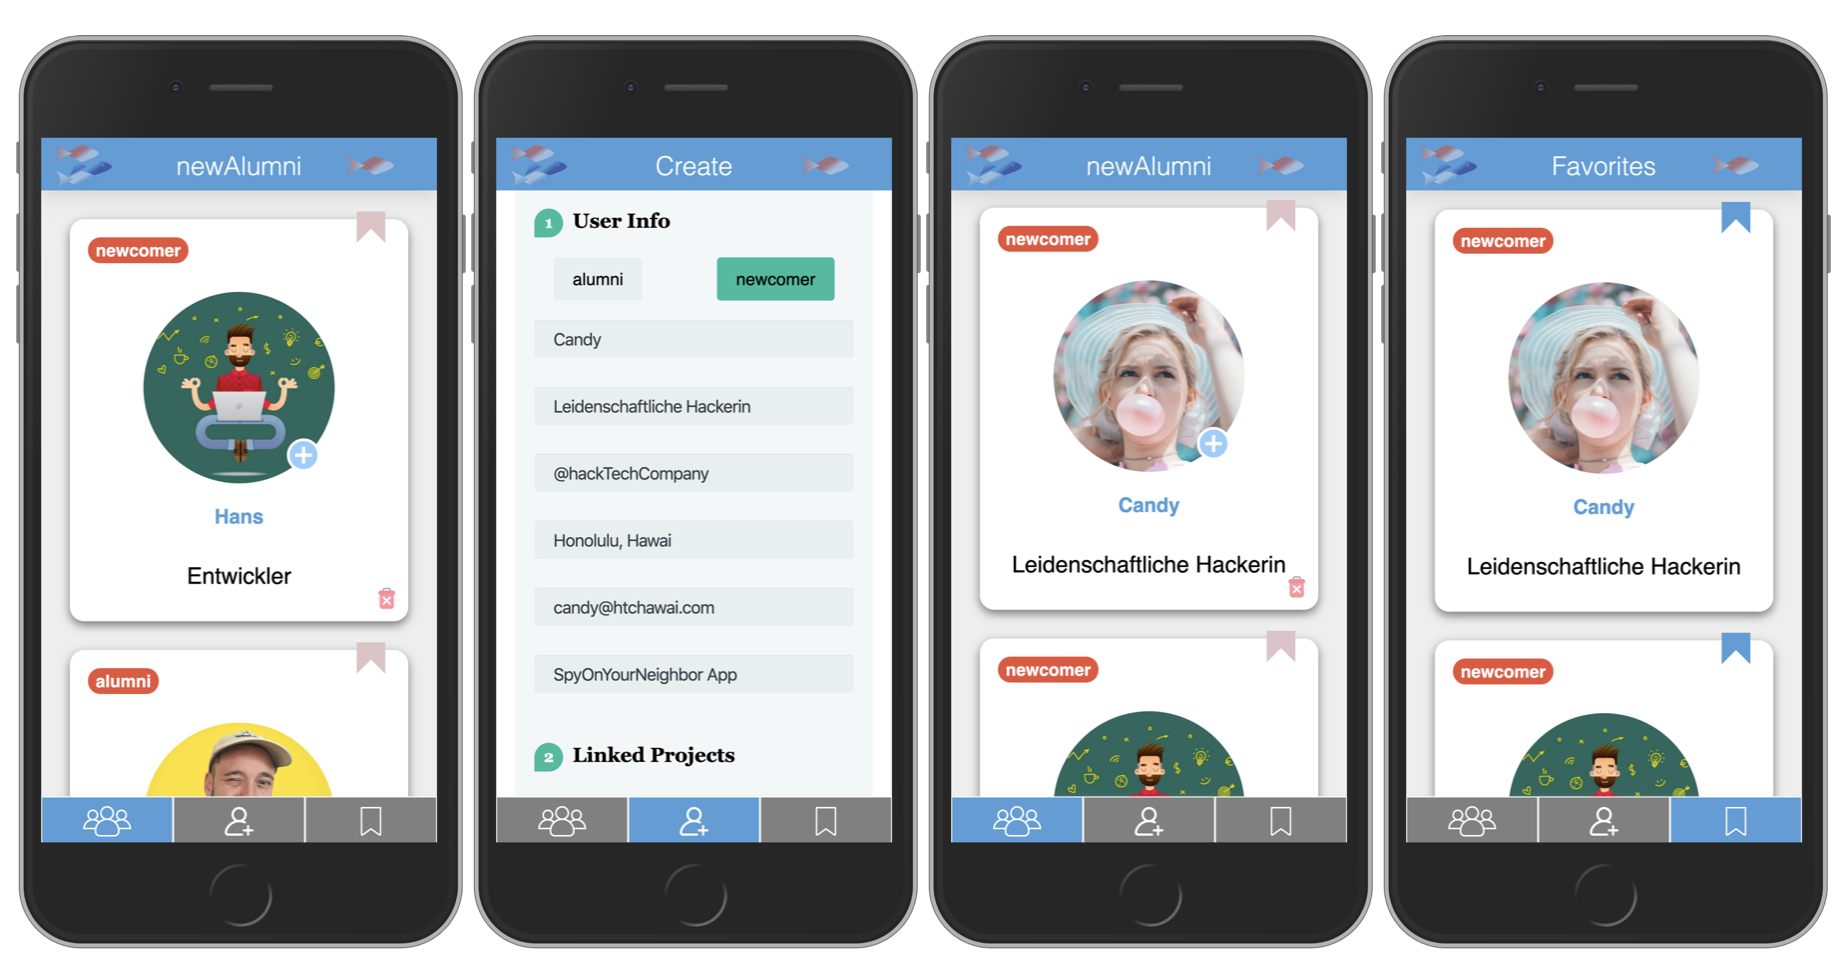 newAlumni
newcomer
Hans
Entwickler
alumni
Create
1 User Info
alumni newcomer
Candy
Leidenschaftliche Hackerin
@hackTechCompany
Honolulu, Hawai
candy@htchawai.com
SpyOnYourNeighbor App
2 Linked Projects
newAlumni
newcomer
Candy
Leidenschaftliche Hackerin
newcomer
Favorites
newcomer
Candy
Leidenschaftliche Hackerin
newcomer